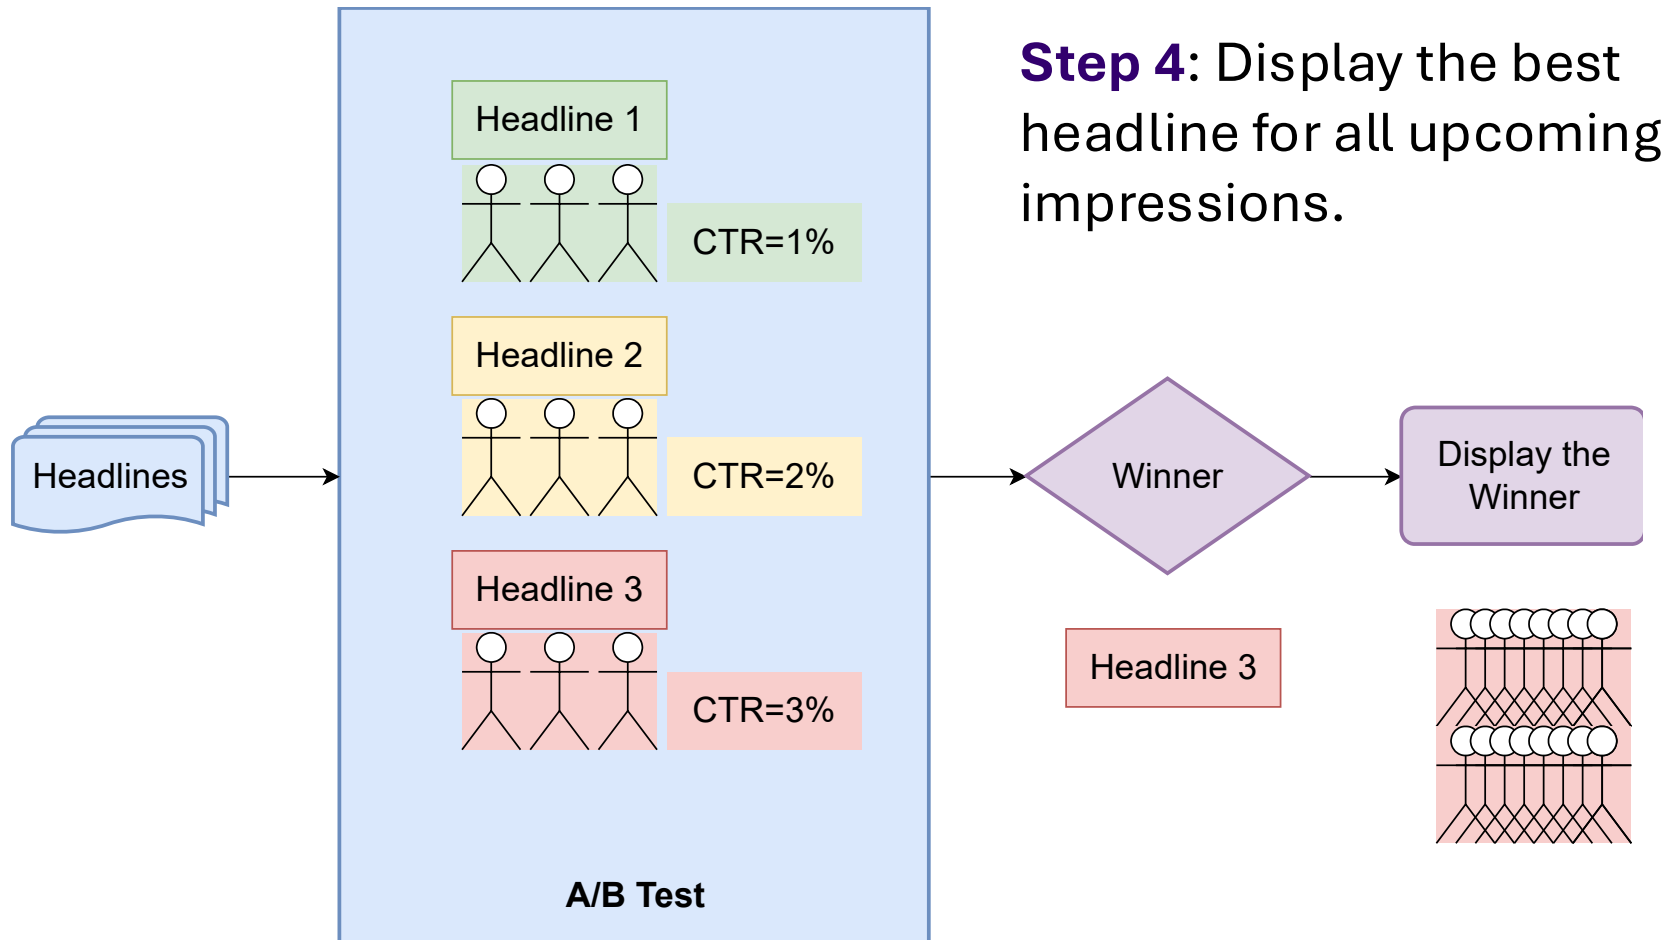 Step 4: Display the best
headline for all upcoming
impressions.
Headlines
Headline 1
CTR=1%
Headline 2
CTR=2%
Headline 3
CTR=3%
A/B Test
Winner
Headline 3
Display the
Winner